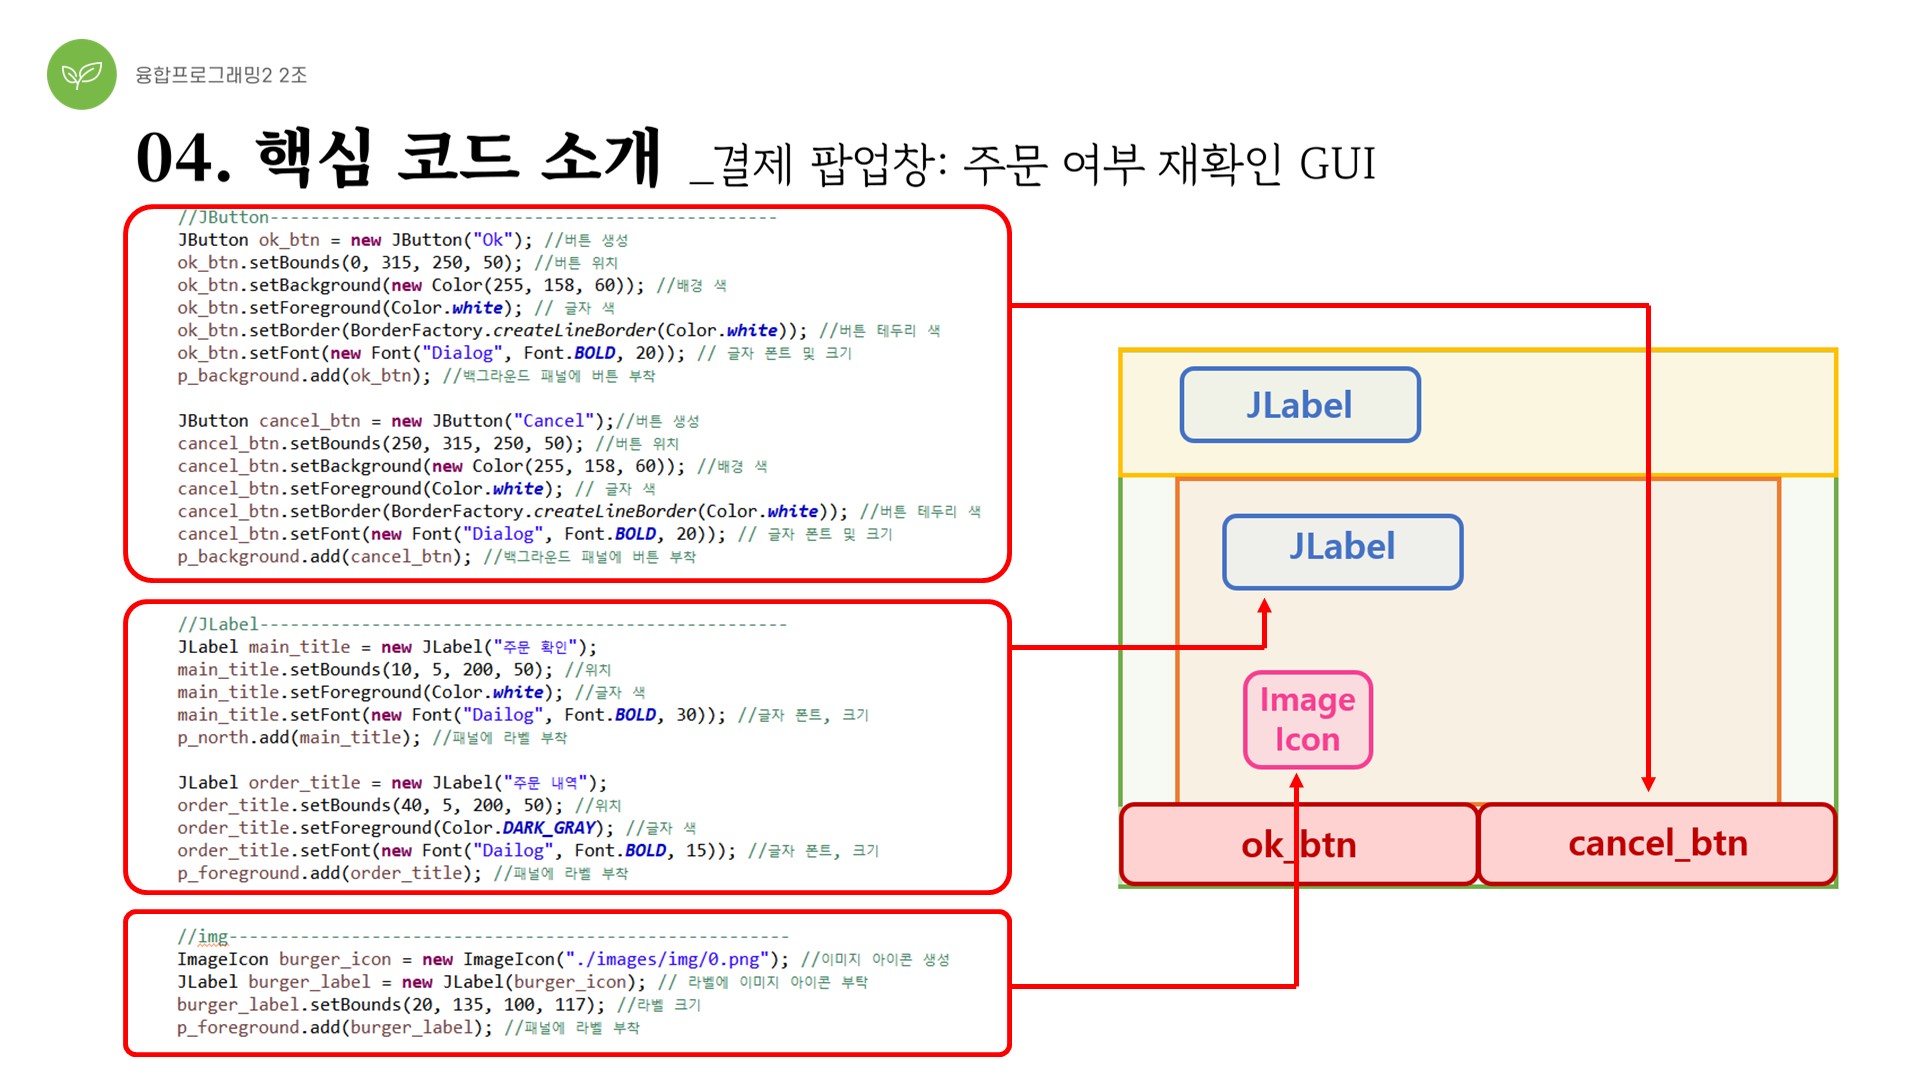 융합프로그래밍2 2조
04. 핵심 코드 소개 _결제 팝업창: 주문 여부 재확인 GUI
//JButton--------------------------------------------------
JButton ok_btn = new JButton("Ok"); //버튼 생성
ok_btn.setBounds(0, 315, 250, 50); //버튼 위치
ok_btn.setBackground(new Color(255, 158, 60)); //배경 색
ok_btn.setForeground(Color.white); // 글자 색
ok_btn.setBorder(BorderFactory.createLineBorder(Color.white)); //버튼 테두리 색
ok_btn.setFont(new Font("Dialog", Font.BOLD, 20)); // 글자 폰트 및 크기
p_background.add(ok_btn); //백그라운드 패널에 버튼 부착
JButton cancel_btn = new JButton("Cancel");//버튼 생성
cancel_btn.setBounds(250, 315, 250, 50); //버튼 위치
cancel_btn.setBackground(new Color(255, 158, 60)); //배경 색
cancel_btn.setForeground(Color.white); // 글자 색
cancel_btn.setBorder(BorderFactory.createLineBorder(Color.white)); //버튼 테두리 색
cancel_btn.setFont(new Font("Dialog", Font.BOLD, 20)); // 글자 폰트 및 크기
p_background.add(cancel_btn); //백그라운드 패널에 버튼 부착
//JLabel----------------------------------------------------
JLabel main_title = new JLabel("주문 확인");
main_title.setBounds(10, 5, 200, 50); //위치
main_title.setForeground(Color.white); //글자 색
main_title.setFont(new Font("Dailog", Font.BOLD, 30)); //글자 폰트, 크기
p_north.add(main_title); //패널에 라벨 부착
JLabel order_title = new JLabel("주문 내역");
order_title.setBounds(40, 5, 200, 50); //위치
order_title.setForeground(Color.DARK_GRAY); //글자 색
order_title.setFont(new Font("Dailog", Font.BOLD, 15)); //글자 폰트, 크기
p_foreground.add(order_title); //패널에 라벨 부착
//img-------------------------------------------------------
ImageIcon burger_icon = new ImageIcon("./images/img/0.png"); //이미지 아이콘 생성
JLabel burger_label = new JLabel(burger_icon); // 라벨에 이미지 아이콘 부탁
burger_label.setBounds(20, 135, 100, 117); //라벨 크기
p_foreground.add(burger_label); //패널에 라벨 부착
JLabel
JLabel
Image
Icon
ok_btn
cancel_btn